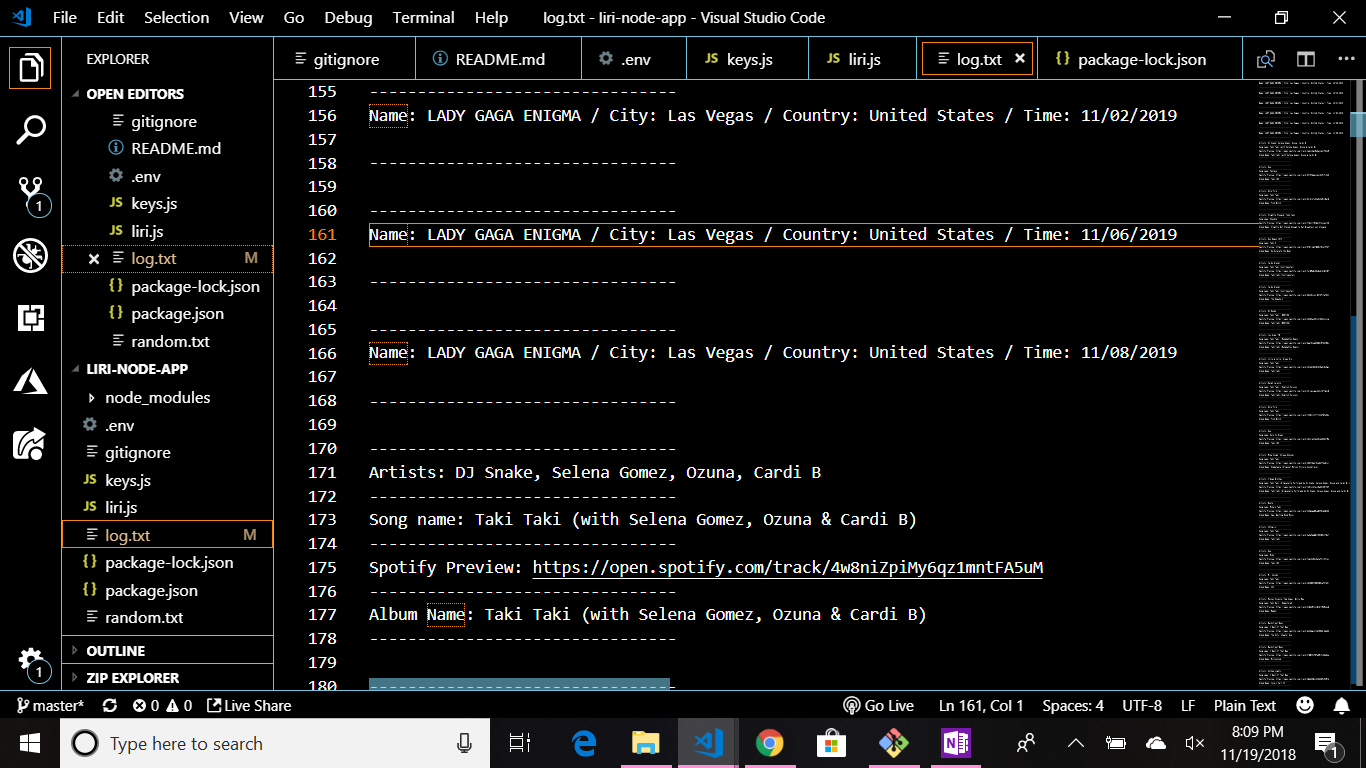 File Edit Selection View Go Debug Terminal Help log.txt - liri-node-app - Visual Studio Code
EXPLORER
OPEN EDITORS
gitignore
README.md
.env
keys.js
liri.js
log.txt M
package-lock.json
package.json
random.txt
LIRI-NODE-APP
node_modules
.env
gitignore
keys.js
liri.js
log.txt M
package-lock.json
package.json
random.txt
OUTLINE
ZIP EXPLORER
1
1
gitignore README.md .env keys.js liri.js log.txt package-lock.json
155 --------------------------------
156 Name: LADY GAGA ENIGMA / City: Las Vegas / Country: United States / Time: 11/02/2019
157
158 --------------------------------
159
160 --------------------------------
161 Name: LADY GAGA ENIGMA / City: Las Vegas / Country: United States / Time: 11/06/2019
162
163 --------------------------------
164
165 --------------------------------
166 Name: LADY GAGA ENIGMA / City: Las Vegas / Country: United States / Time: 11/08/2019
167
168 --------------------------------
169
170 --------------------------------
171 Artists: DJ Snake, Selena Gomez, Ozuna, Cardi B
172 --------------------------------
173 Song name: Taki Taki (with Selena Gomez, Ozuna & Cardi B)
174 --------------------------------
175 Spotify Preview: https://open.spotify.com/track/4w8niZpiMy6qz1mntFA5uM
176 --------------------------------
177 Album Name: Taki Taki (with Selena Gomez, Ozuna & Cardi B)
178 --------------------------------
179
180 --------------------------------
master* 0 0 Live Share Go Live Ln 161, Col 1 Spaces: 4 UTF-8 LF Plain Text
Type here to search
8:09 PM
11/19/2018
1